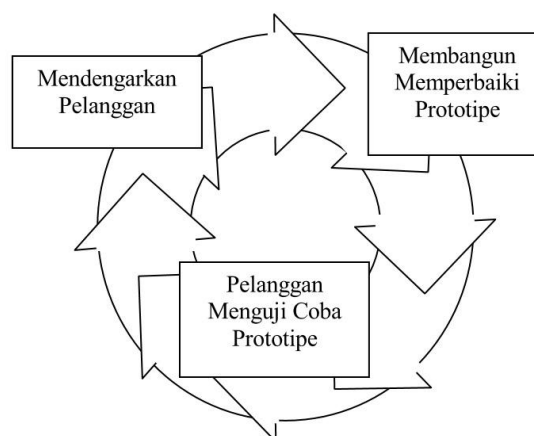 Mendengarkan
Pelanggan
Membangun
Memperbaiki
Prototipe
Pelanggan
Menguji Coba
Prototipe